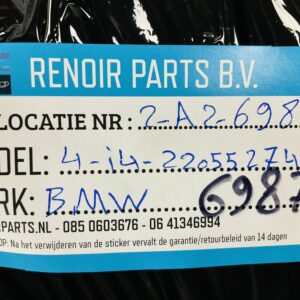 RENOIR PARTS B.V.
LOCATIE NR : 2-A2-698
DEL: 4-i4-22055274
RK: BMW 6987
PARTS.NL - 085 0603676 - 06 41346994
OP: Na het verwijderen van de sticker vervalt de garantie/retourbeleid van 14 dagen